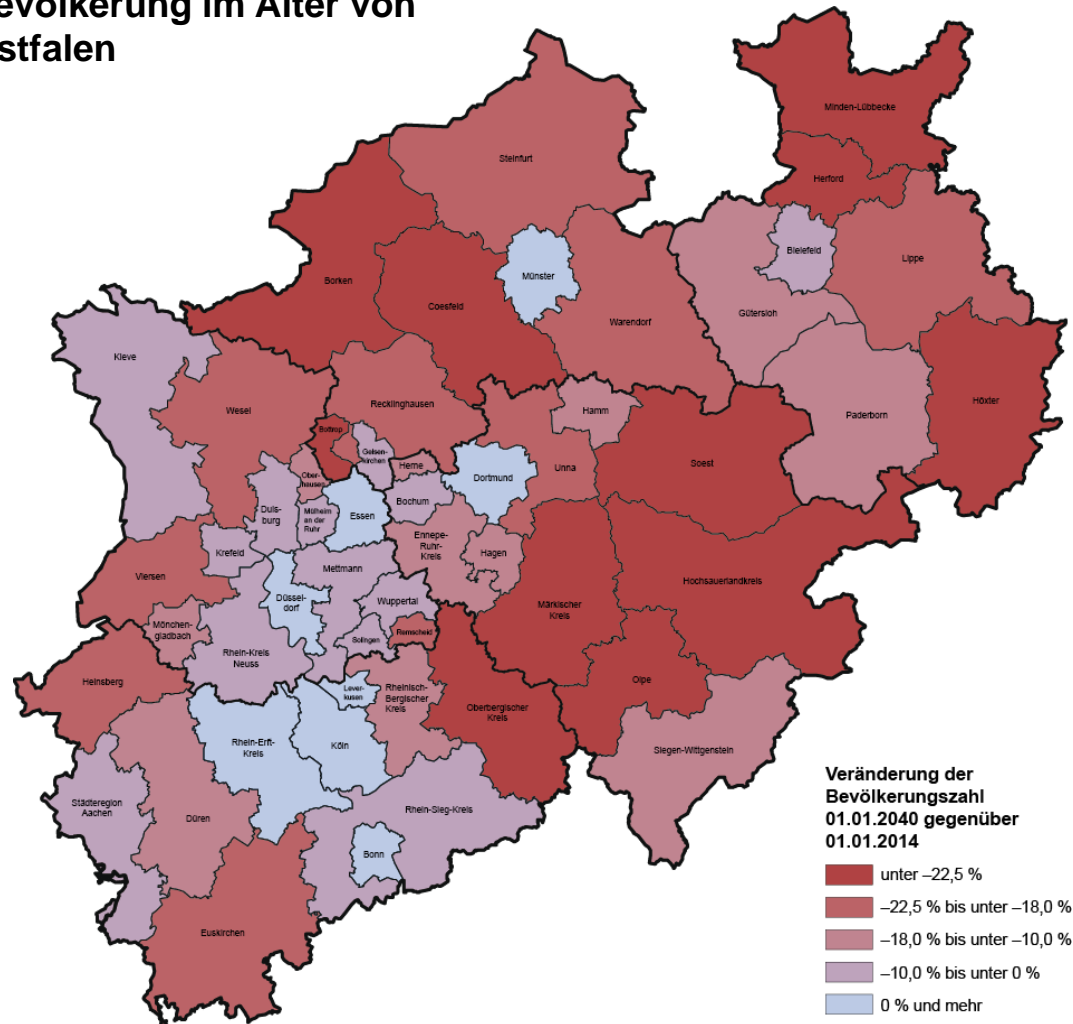 evölkerung im Alter von
stfalen
Minden-Lübbecke
Steinfurt
Herford
Bielefeld
Lippe
Münster
Borken
Coesfeld
Gütersloh
Warendorf
Kleve
Höxter
Recklinghausen
Wesel
Hamm
Paderborn
Bottrop
Gelsen-
kirchen
Herne
Soest
Unna
Dortmund
Ober-
hausen
Bochum
Duis-
burg
Mülheim
an der
Ruhr
Essen
Ennepe-
Ruhr-
Kreis
Hagen
Krefeld
Mettmann
Viersen
Hochsauerlandkreis
Düssel-
dorf
Wuppertal
Märkischer
Kreis
Mönchen-
gladbach
Remscheid
Solingen
Rhein-Kreis
Neuss
Heinsberg
Lever-
kusen
Rheinisch-
Bergischer
Kreis
Olpe
Oberbergischer
Kreis
Rhein-Erft-
Kreis
Köln
Siegen-Wittgenstein
Städteregion
Aachen
Düren
Rhein-Sieg-Kreis
Bonn
Euskirchen
Veränderung der
Bevölkerungszahl
01.01.2040 gegenüber
01.01.2014
unter –22,5 %
–22,5 % bis unter –18,0 %
–18,0 % bis unter –10,0 %
–10,0 % bis unter 0 %
0 % und mehr